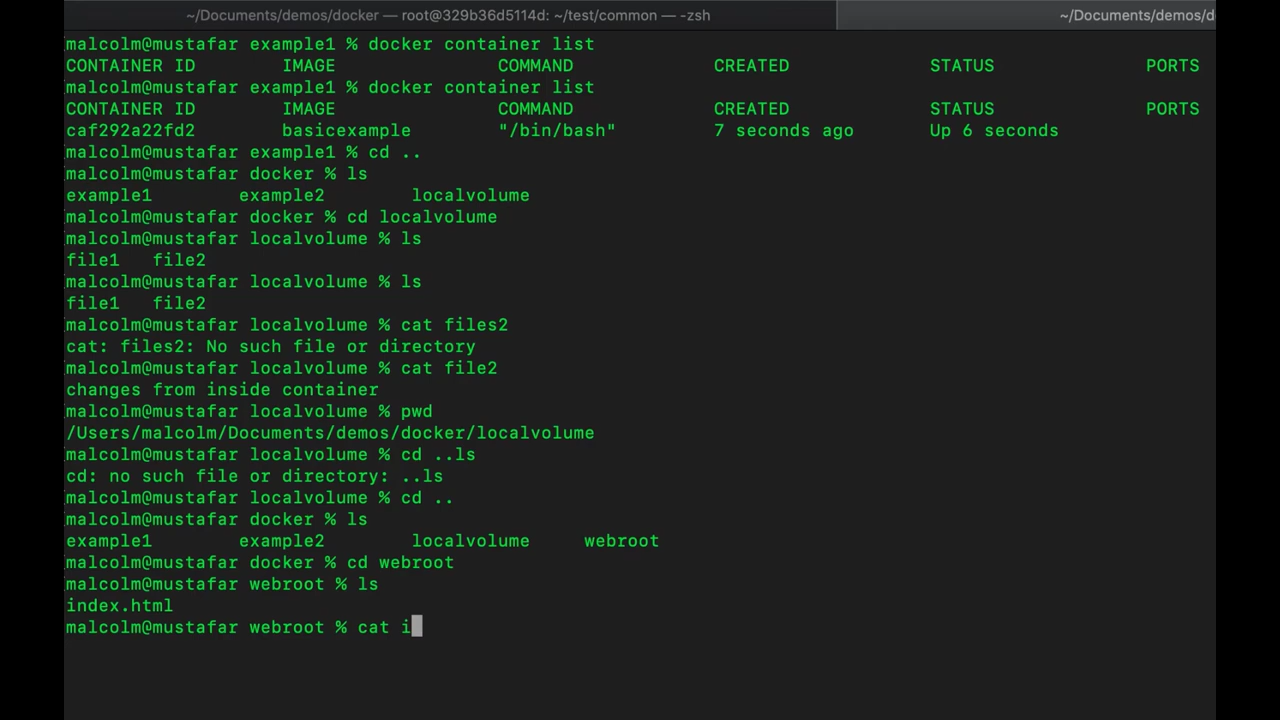 ~/Documents/demos/docker — root@329b36d5114d: ~/test/common — -zsh ~/Documents/demos/d
malcolm@mustafar example1 % docker container list
CONTAINER ID IMAGE COMMAND CREATED STATUS PORTS
malcolm@mustafar example1 % docker container list
CONTAINER ID IMAGE COMMAND CREATED STATUS PORTS
caf292a22fd2 basicexample "/bin/bash" 7 seconds ago Up 6 seconds
malcolm@mustafar example1 % cd ..
malcolm@mustafar docker % ls
example1 example2 localvolume
malcolm@mustafar docker % cd localvolume
malcolm@mustafar localvolume % ls
file1 file2
malcolm@mustafar localvolume % ls
file1 file2
malcolm@mustafar localvolume % cat files2
cat: files2: No such file or directory
malcolm@mustafar localvolume % cat file2
changes from inside container
malcolm@mustafar localvolume % pwd
/Users/malcolm/Documents/demos/docker/localvolume
malcolm@mustafar localvolume % cd ..ls
cd: no such file or directory: ..ls
malcolm@mustafar localvolume % cd ..
malcolm@mustafar docker % ls
example1 example2 localvolume webroot
malcolm@mustafar docker % cd webroot
malcolm@mustafar webroot % ls
index.html
malcolm@mustafar webroot % cat i